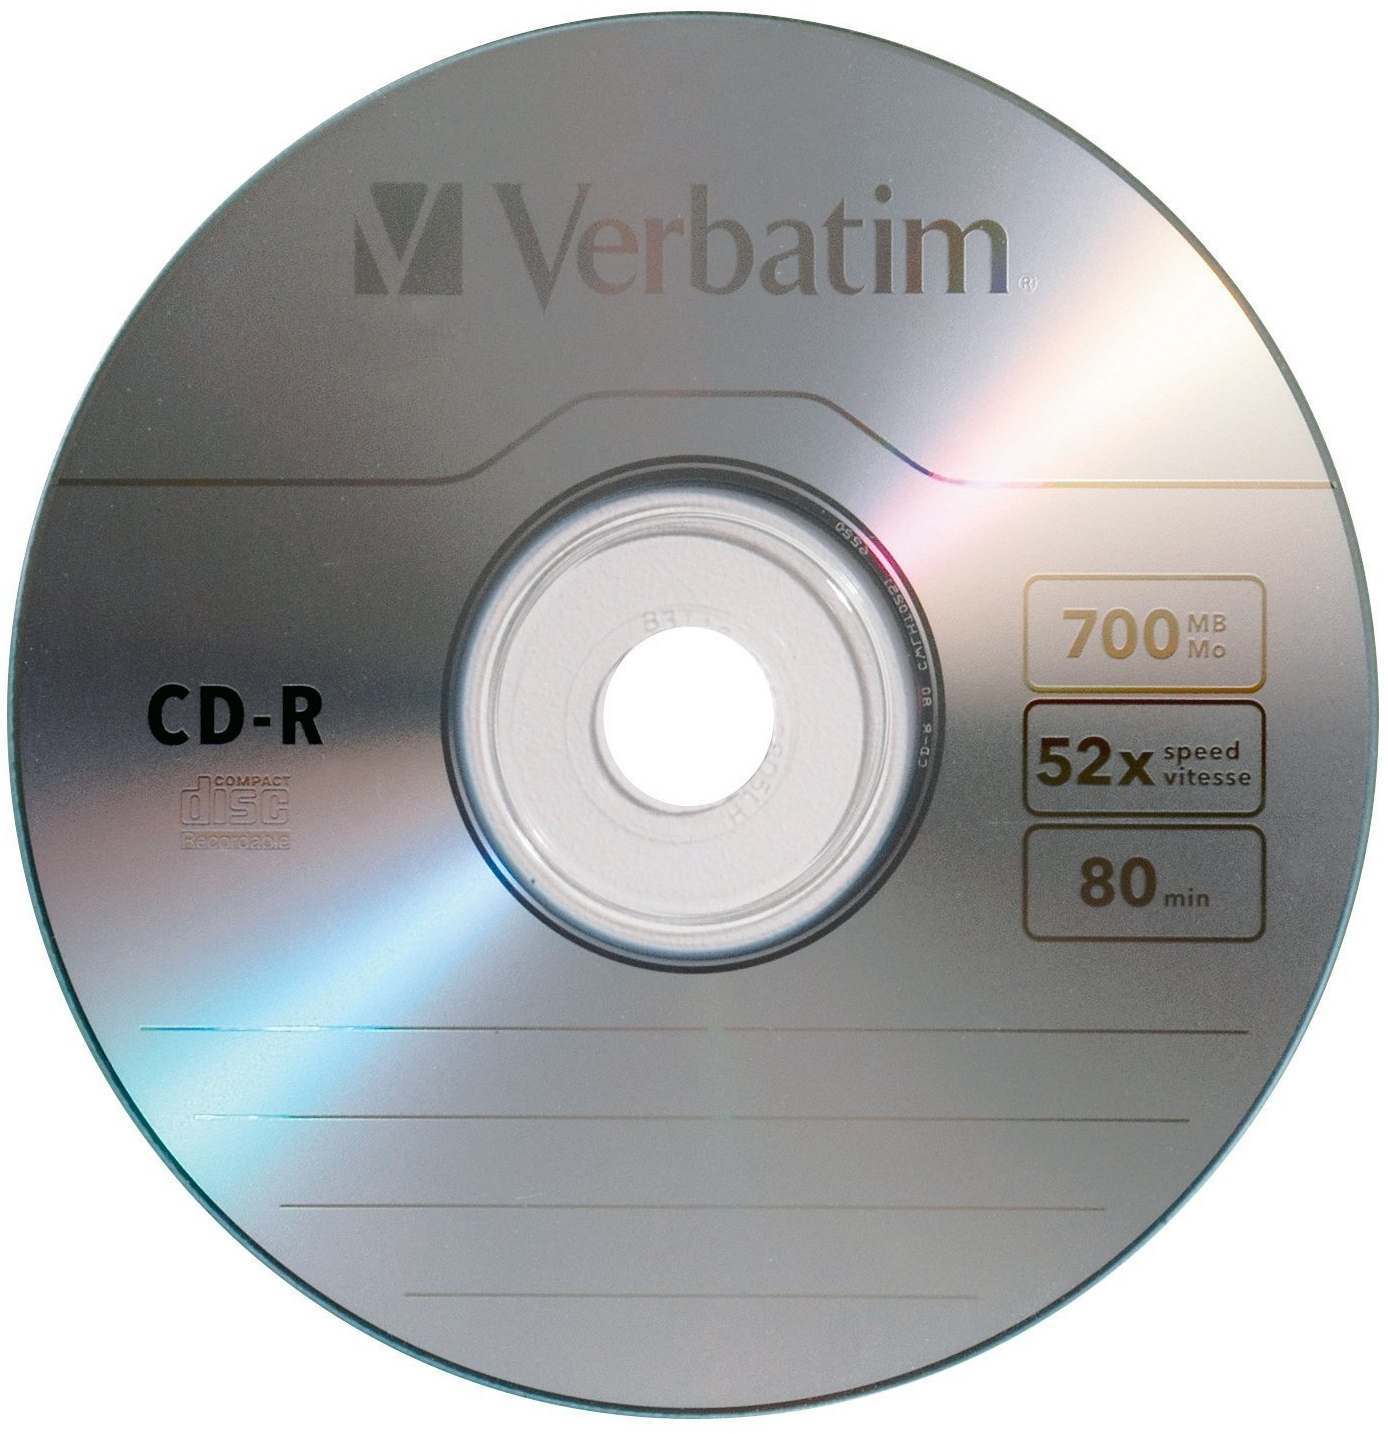 Verbatim®
700 MB
Mo
CD-R
52x speed
vitesse
COMPACT
disc
Recordable
80 min